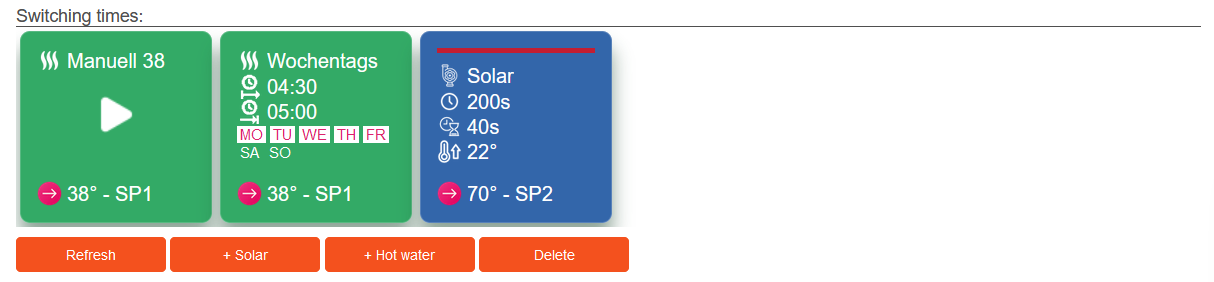 Switching times:
Manuell 38
38° - SP1
Wochentags
04:30
05:00
MO TU WE TH FR
SA SO
38° - SP1
Solar
200s
40s
22°
70° - SP2
Refresh
+ Solar
+ Hot water
Delete